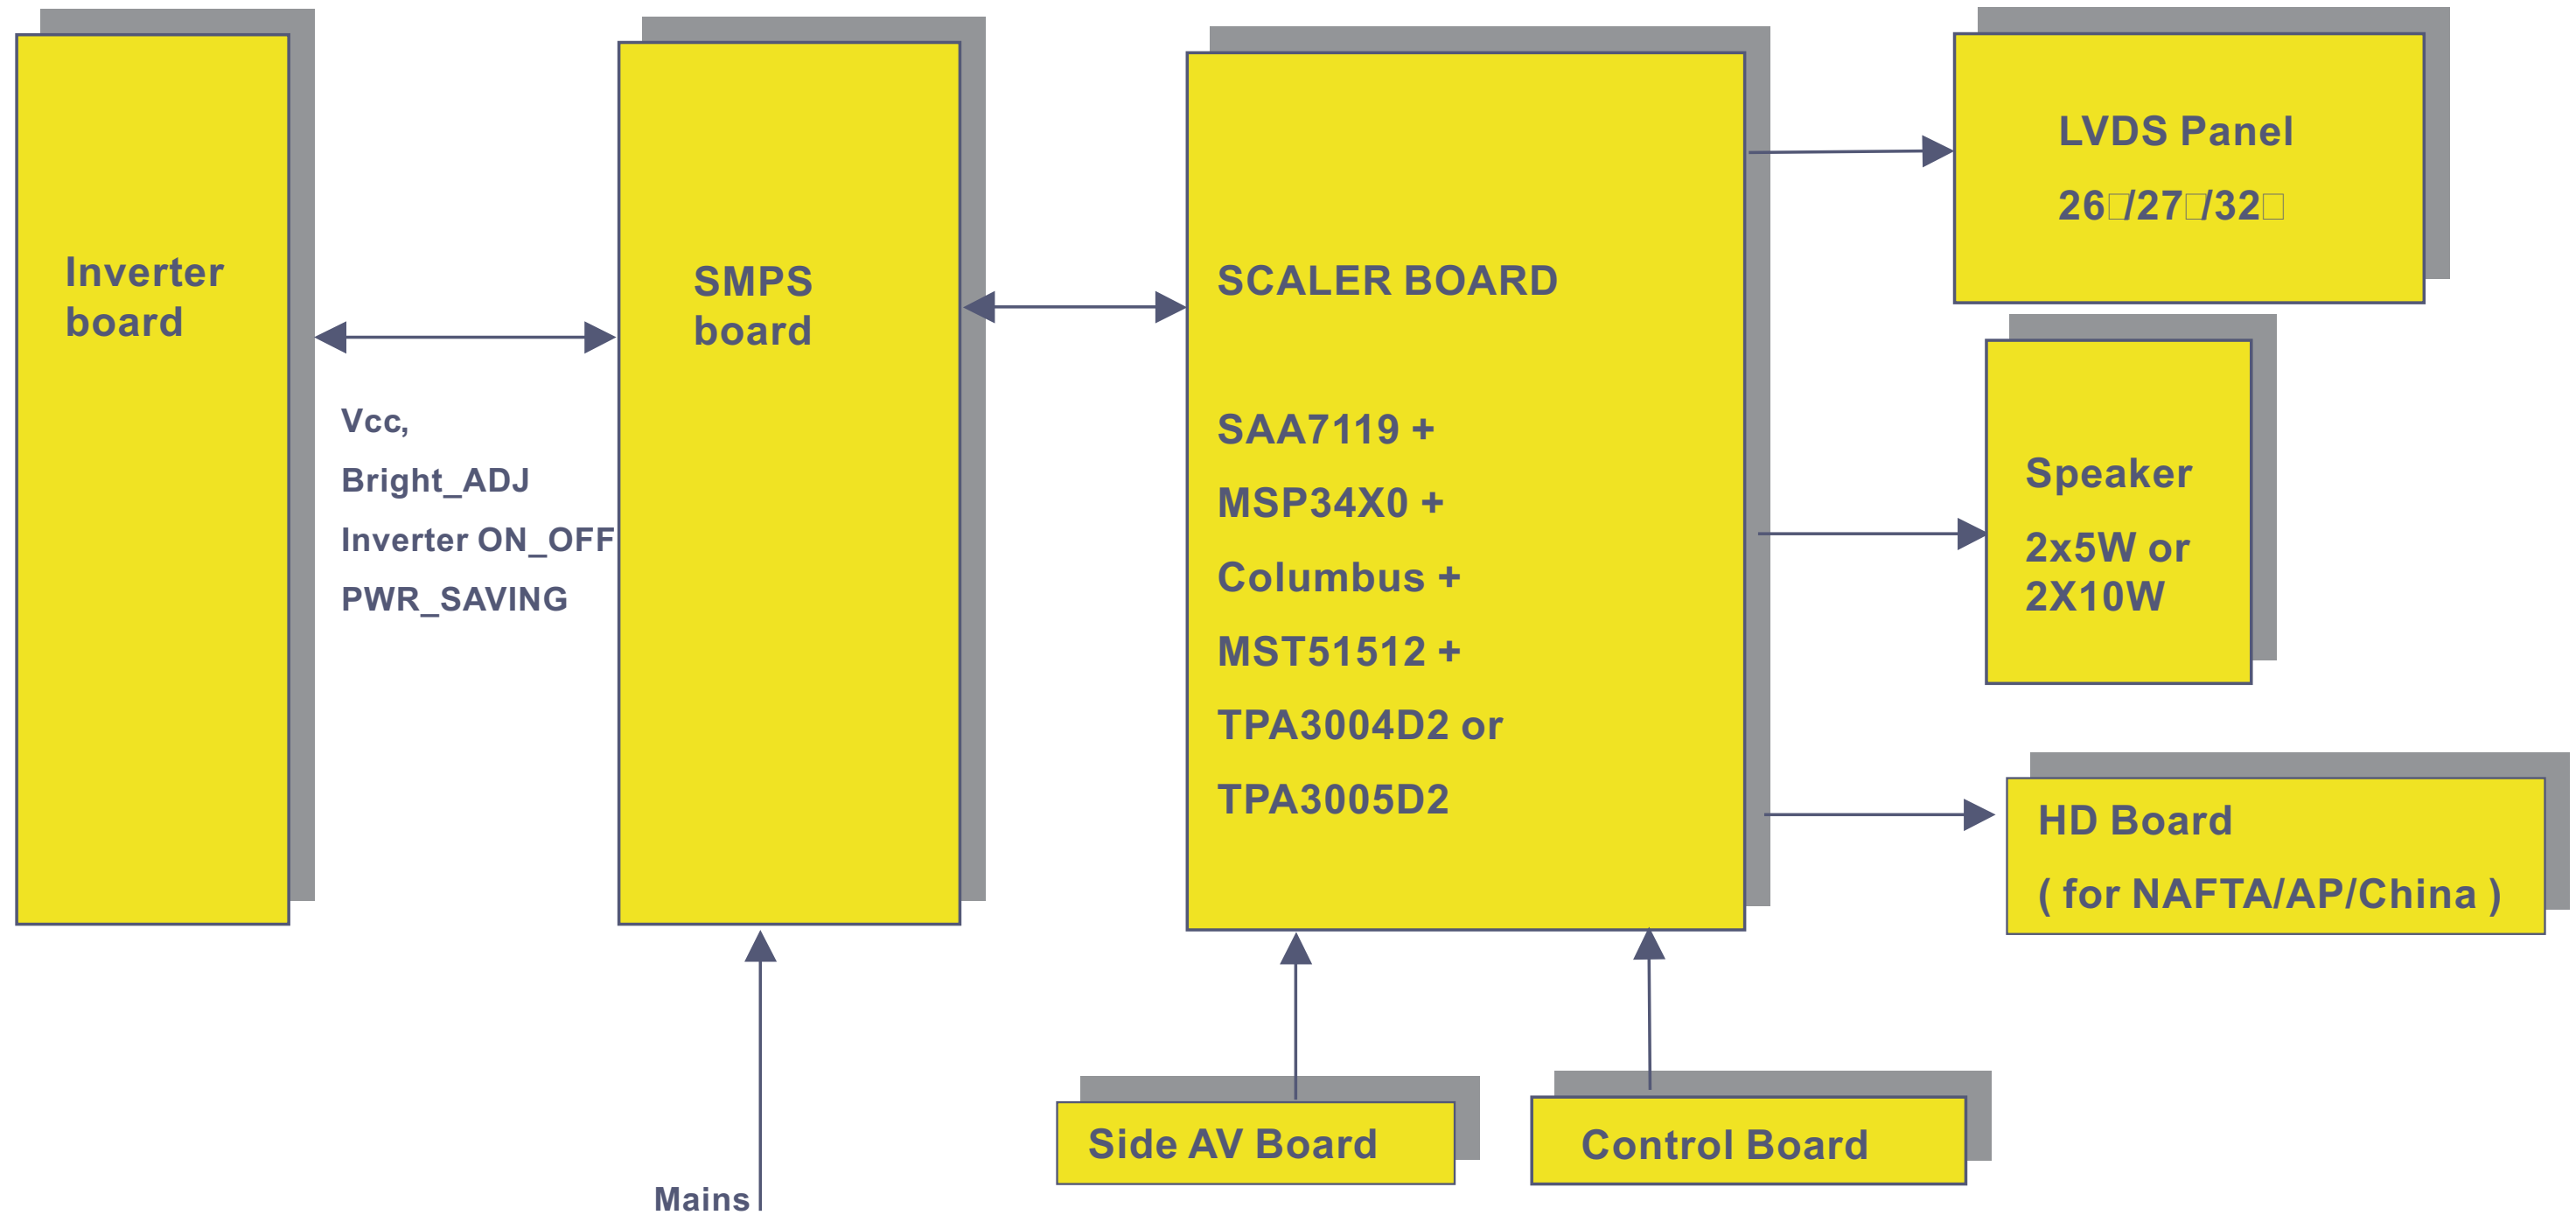 Inverter
board
Vcc,
Bright_ADJ
Inverter ON_OFF
PWR_SAVING
SMPS
board
Mains
SCALER BOARD
SAA7119 +
MSP34X0 +
Columbus +
MST51512 +
TPA3004D2 or
TPA3005D2
LVDS Panel
26□/27□/32□
Speaker
2x5W or
2X10W
HD Board
( for NAFTA/AP/China )
Side AV Board
Control Board